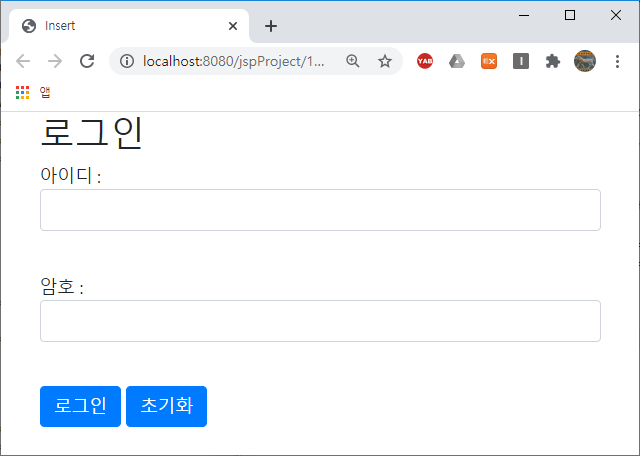 Insert
localhost:8080/jspProject/1...
YAB
앱
로그인
아이디 :
암호 :
로그인 초기화